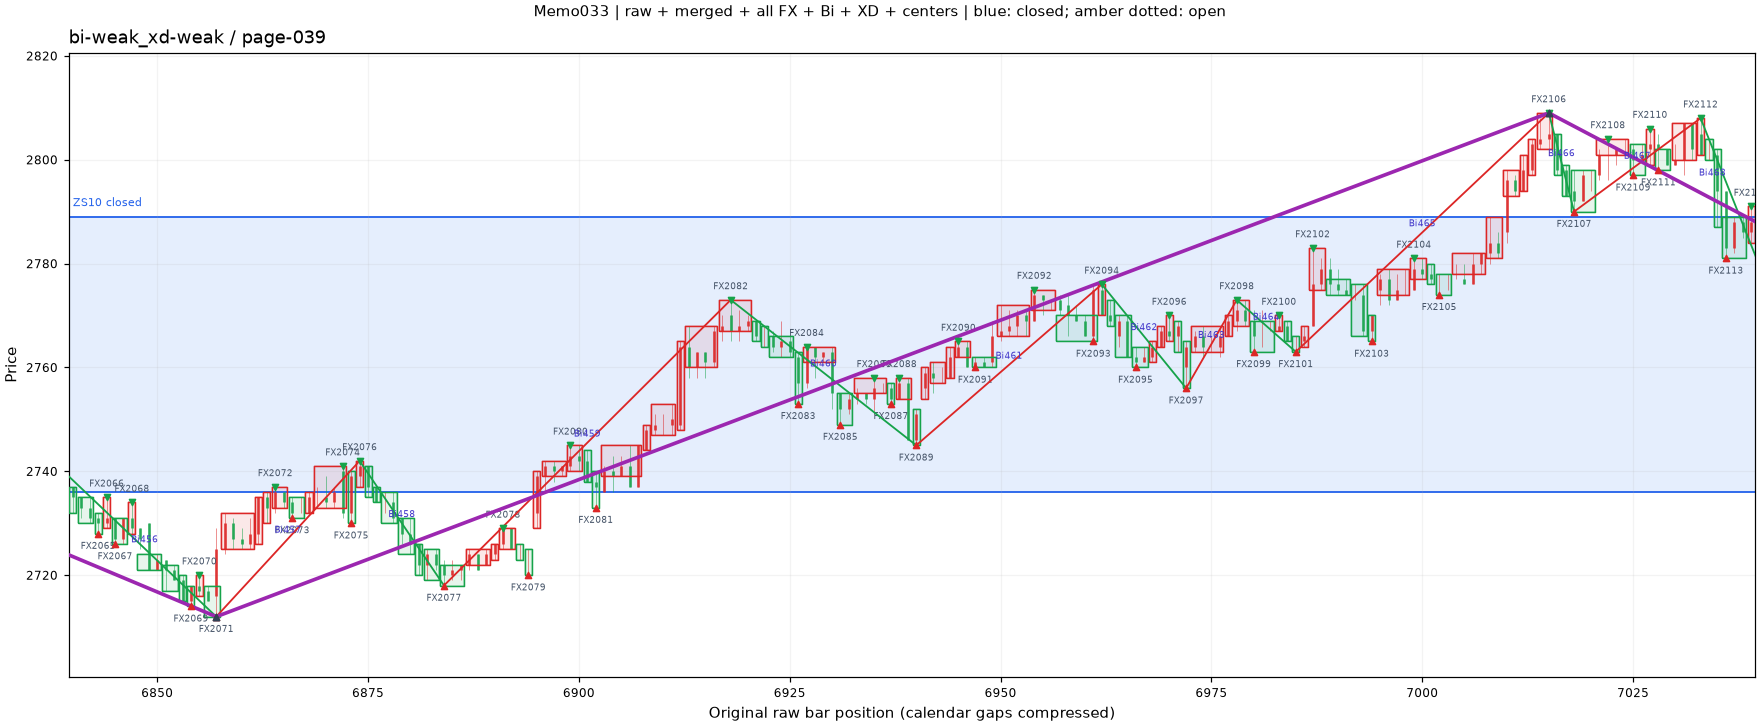 Memo033 | raw + merged + all FX + Bi + XD + centers | blue: closed; amber dotted: open
bi-weak_xd-weak / page-039
2820
2800
2780
2760
2740
2720
Price
ZS10 closed
FX2106
FX2112
FX2110
FX2108
Bi466
Bi468
FX2109
FX2111
FX2107
FX2102
Bi465
FX2104
FX2113
FX2094
FX2092
FX2082
FX2096
FX2098
FX2100
FX2105
Bi462
Bi463
Bi464
FX2084
FX2090
Bi461
FX2093
Bi460
FX2088
FX2091
FX2095
FX2099
FX2101
FX2103
FX2083
FX2087
FX2097
FX2085
FX2089
Bi459
FX2076
FX2074
FX2072
FX2066
FX2068
FX2081
Bi458
FX2078
FX2075
Bi456
FX2067
FX2070
FX2079
FX2077
FX2069
FX2071
6850
6875
6900
6925
6950
6975
7000
7025
Original raw bar position (calendar gaps compressed)